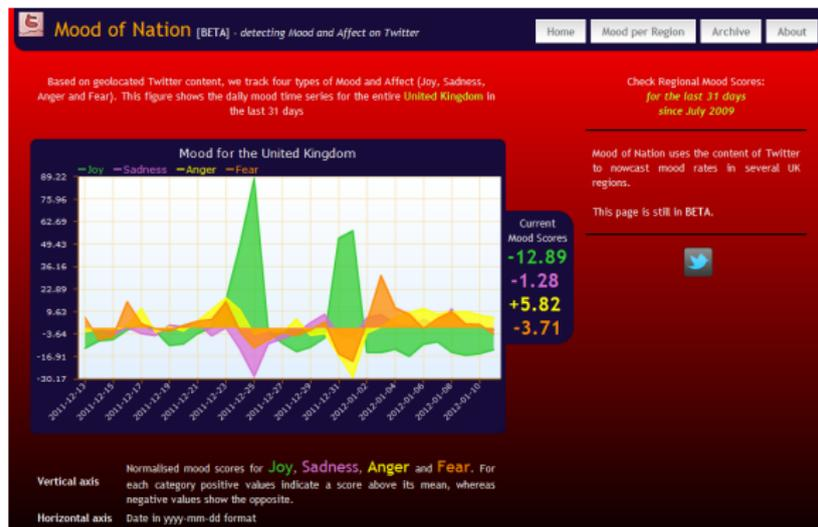 Mood of Nation [BETA] - detecting Mood and Affect on Twitter
Home
Mood per Region
Archive
About
Based on geolocated Twitter content, we track four types of Mood and Affect (Joy, Sadness,
Anger and Fear). This figure shows the daily mood time series for the entire United Kingdom in
the last 31 days
Check Regional Mood Scores:
for the last 31 days
since July 2009
Mood of Nation uses the content of Twitter
to nowcast mood rates in several UK
regions.
This page is still in BETA.
Mood for the United Kingdom
Joy Sadness Anger Fear
89.22
75.96
62.69
49.43
36.16
22.89
9.63
-3.64
-16.91
-30.17
2011-12-13
2011-12-15
2011-12-17
2011-12-19
2011-12-21
2011-12-23
2011-12-25
2011-12-27
2011-12-29
2011-12-31
2012-01-02
2012-01-04
2012-01-06
2012-01-08
2012-01-10
Current
Mood Scores
-12.89
-1.28
+5.82
-3.71
Vertical axis
Normalised mood scores for Joy, Sadness, Anger and Fear. For
each category positive values indicate a score above its mean, whereas
negative values show the opposite.
Horizontal axis Date in yyyy-mm-dd format